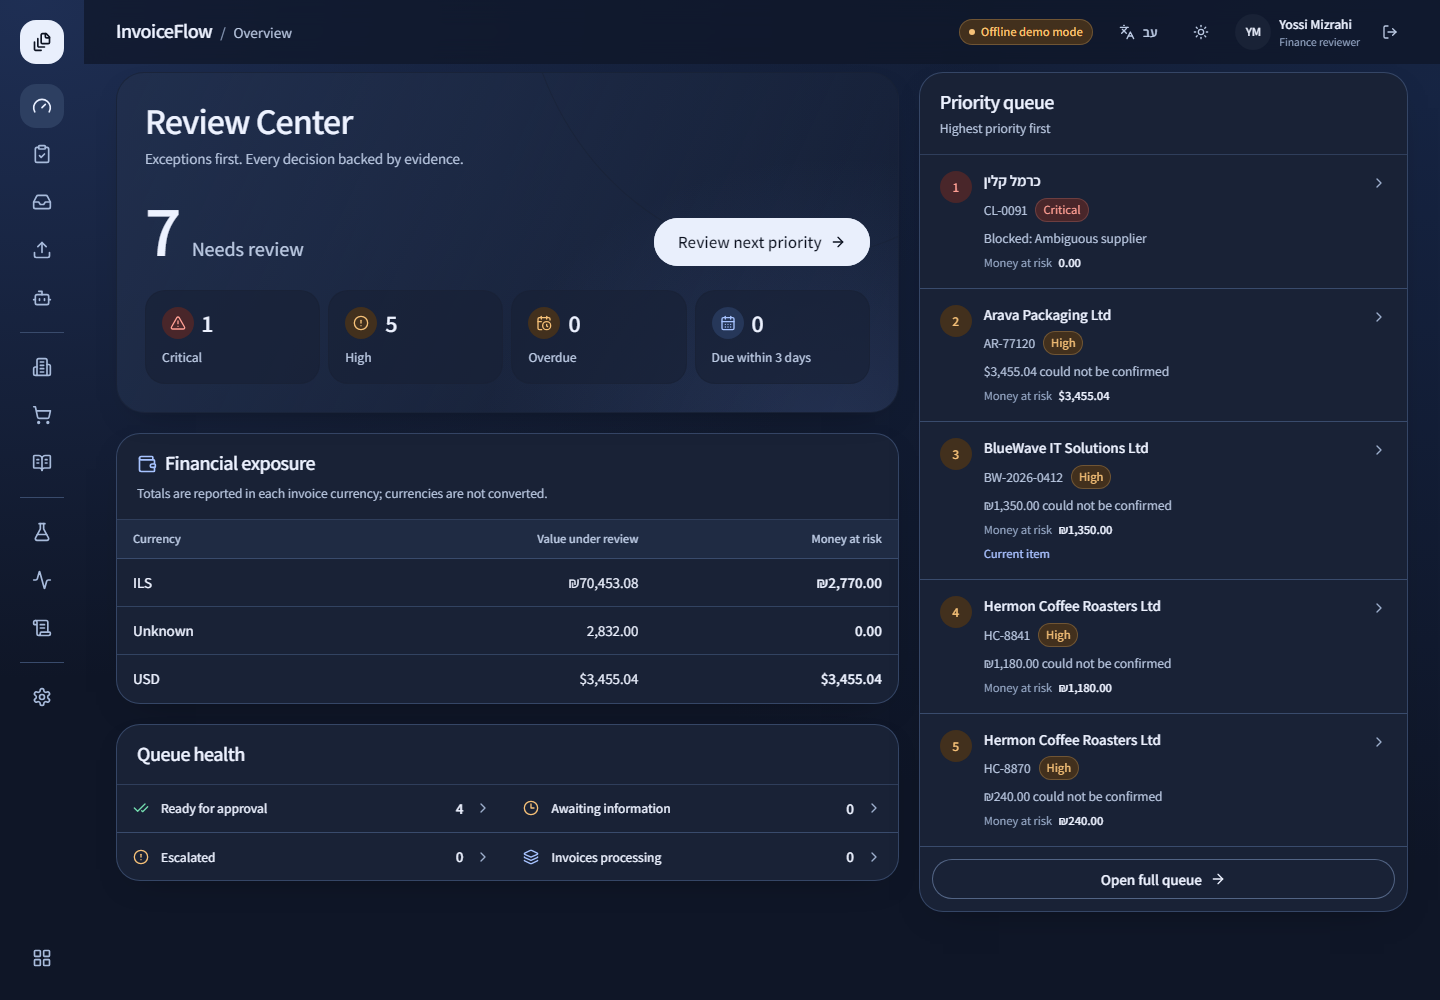 InvoiceFlow / Overview
Offline demo mode
עב
YM
Yossi Mizrahi
Finance reviewer
Review Center
Exceptions first. Every decision backed by evidence.
7 Needs review
Review next priority
1
Critical
5
High
0
Overdue
0
Due within 3 days
Financial exposure
Totals are reported in each invoice currency; currencies are not converted.
Currency Value under review Money at risk
ILS ₪70,453.08 ₪2,770.00
Unknown 2,832.00 0.00
USD $3,455.04 $3,455.04
Queue health
Ready for approval 4
Awaiting information 0
Escalated 0
Invoices processing 0
Priority queue
Highest priority first
1 כרמל קלין
CL-0091 Critical
Blocked: Ambiguous supplier
Money at risk 0.00
2 Arava Packaging Ltd
AR-77120 High
$3,455.04 could not be confirmed
Money at risk $3,455.04
3 BlueWave IT Solutions Ltd
BW-2026-0412 High
₪1,350.00 could not be confirmed
Money at risk ₪1,350.00
Current item
4 Hermon Coffee Roasters Ltd
HC-8841 High
₪1,180.00 could not be confirmed
Money at risk ₪1,180.00
5 Hermon Coffee Roasters Ltd
HC-8870 High
₪240.00 could not be confirmed
Money at risk ₪240.00
Open full queue